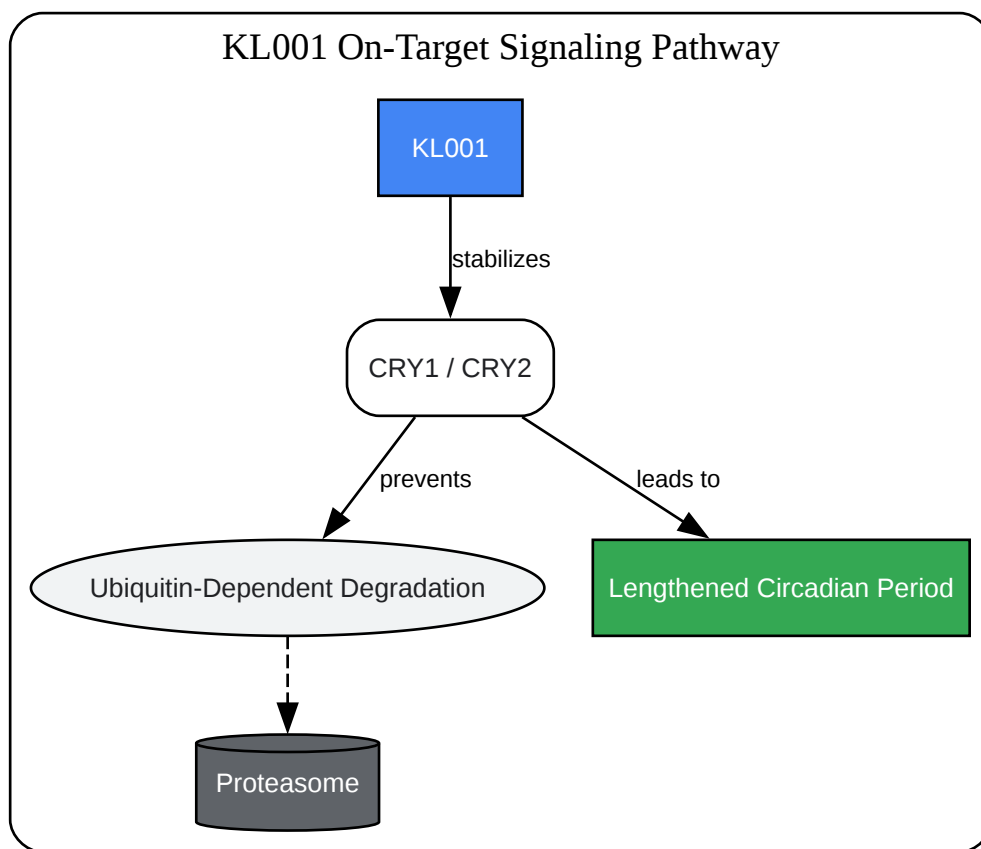 KL001 On-Target Signaling Pathway
KL001
stabilizes
CRY1 / CRY2
prevents
leads to
Ubiquitin-Dependent Degradation
Lengthened Circadian Period
Proteasome